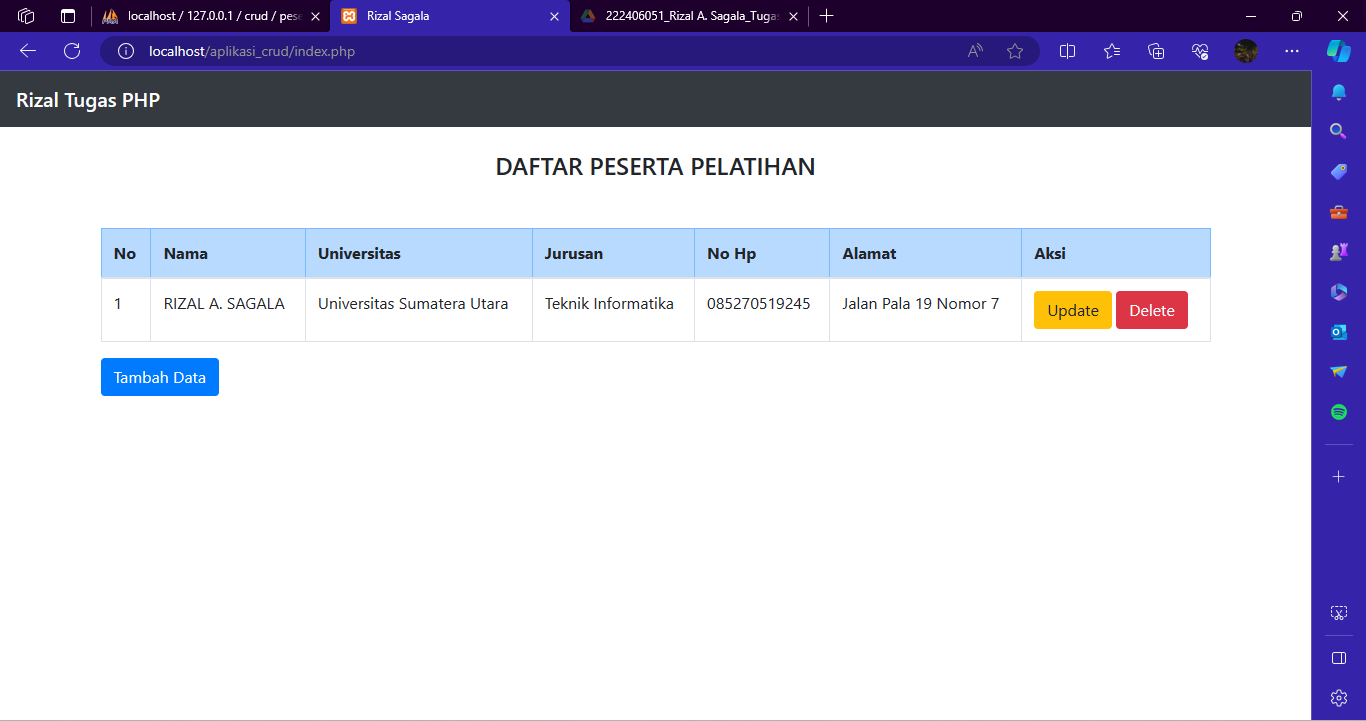 localhost / 127.0.0.1 / crud / pese
Rizal Sagala
222406051_Rizal A. Sagala_Tugas
localhost/aplikasi_crud/index.php
Rizal Tugas PHP
DAFTAR PESERTA PELATIHAN
No Nama Universitas Jurusan No Hp Alamat Aksi
1 RIZAL A. SAGALA Universitas Sumatera Utara Teknik Informatika 085270519245 Jalan Pala 19 Nomor 7 Update Delete
Tambah Data